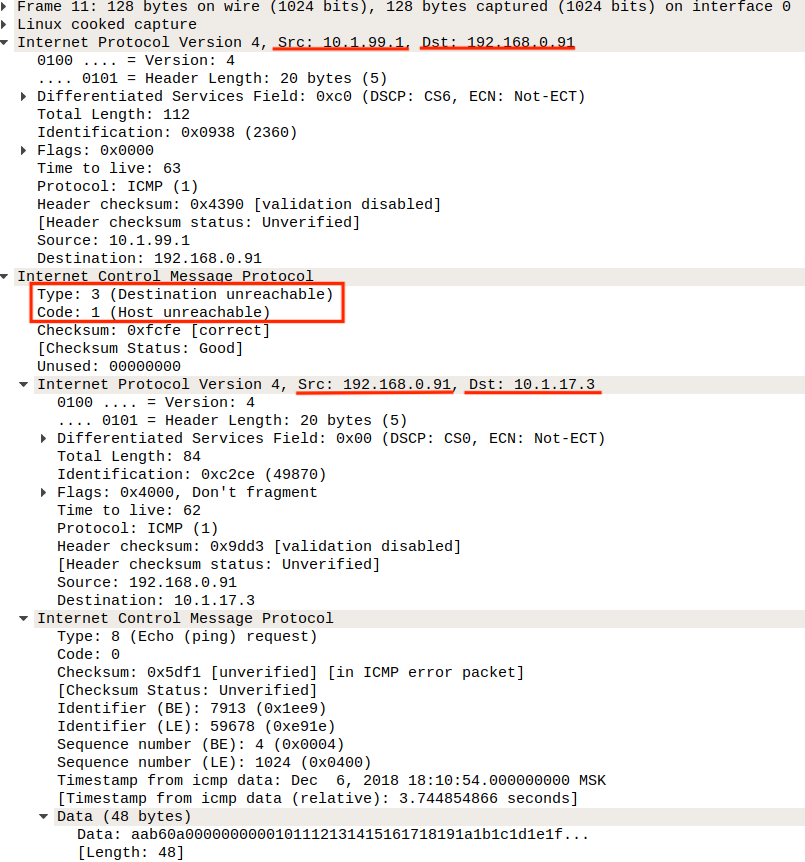 Frame 11: 128 bytes on wire (1024 bits), 128 bytes captured (1024 bits) on interface 0
Linux cooked capture
Internet Protocol Version 4, Src: 10.1.99.1, Dst: 192.168.0.91
0100 .... = Version: 4
.... 0101 = Header Length: 20 bytes (5)
Differentiated Services Field: 0xc0 (DSCP: CS6, ECN: Not-ECT)
Total Length: 112
Identification: 0x0938 (2360)
Flags: 0x0000
Time to live: 63
Protocol: ICMP (1)
Header checksum: 0x4390 [validation disabled]
[Header checksum status: Unverified]
Source: 10.1.99.1
Destination: 192.168.0.91
Internet Control Message Protocol
Type: 3 (Destination unreachable)
Code: 1 (Host unreachable)
Checksum: 0xfcfe [correct]
[Checksum Status: Good]
Unused: 00000000
Internet Protocol Version 4, Src: 192.168.0.91, Dst: 10.1.17.3
0100 .... = Version: 4
.... 0101 = Header Length: 20 bytes (5)
Differentiated Services Field: 0x00 (DSCP: CS0, ECN: Not-ECT)
Total Length: 84
Identification: 0xc2ce (49870)
Flags: 0x4000, Don't fragment
Time to live: 62
Protocol: ICMP (1)
Header checksum: 0x9dd3 [validation disabled]
[Header checksum status: Unverified]
Source: 192.168.0.91
Destination: 10.1.17.3
Internet Control Message Protocol
Type: 8 (Echo (ping) request)
Code: 0
Checksum: 0x5df1 [unverified] [in ICMP error packet]
[Checksum Status: Unverified]
Identifier (BE): 7913 (0x1ee9)
Identifier (LE): 59678 (0xe91e)
Sequence number (BE): 4 (0x0004)
Sequence number (LE): 1024 (0x0400)
Timestamp from icmp data: Dec  6, 2018 18:10:54.000000000 MSK
[Timestamp from icmp data (relative): 3.744854866 seconds]
Data (48 bytes)
Data: aab60a0000000000101112131415161718191a1b1c1d1e1f...
[Length: 48]